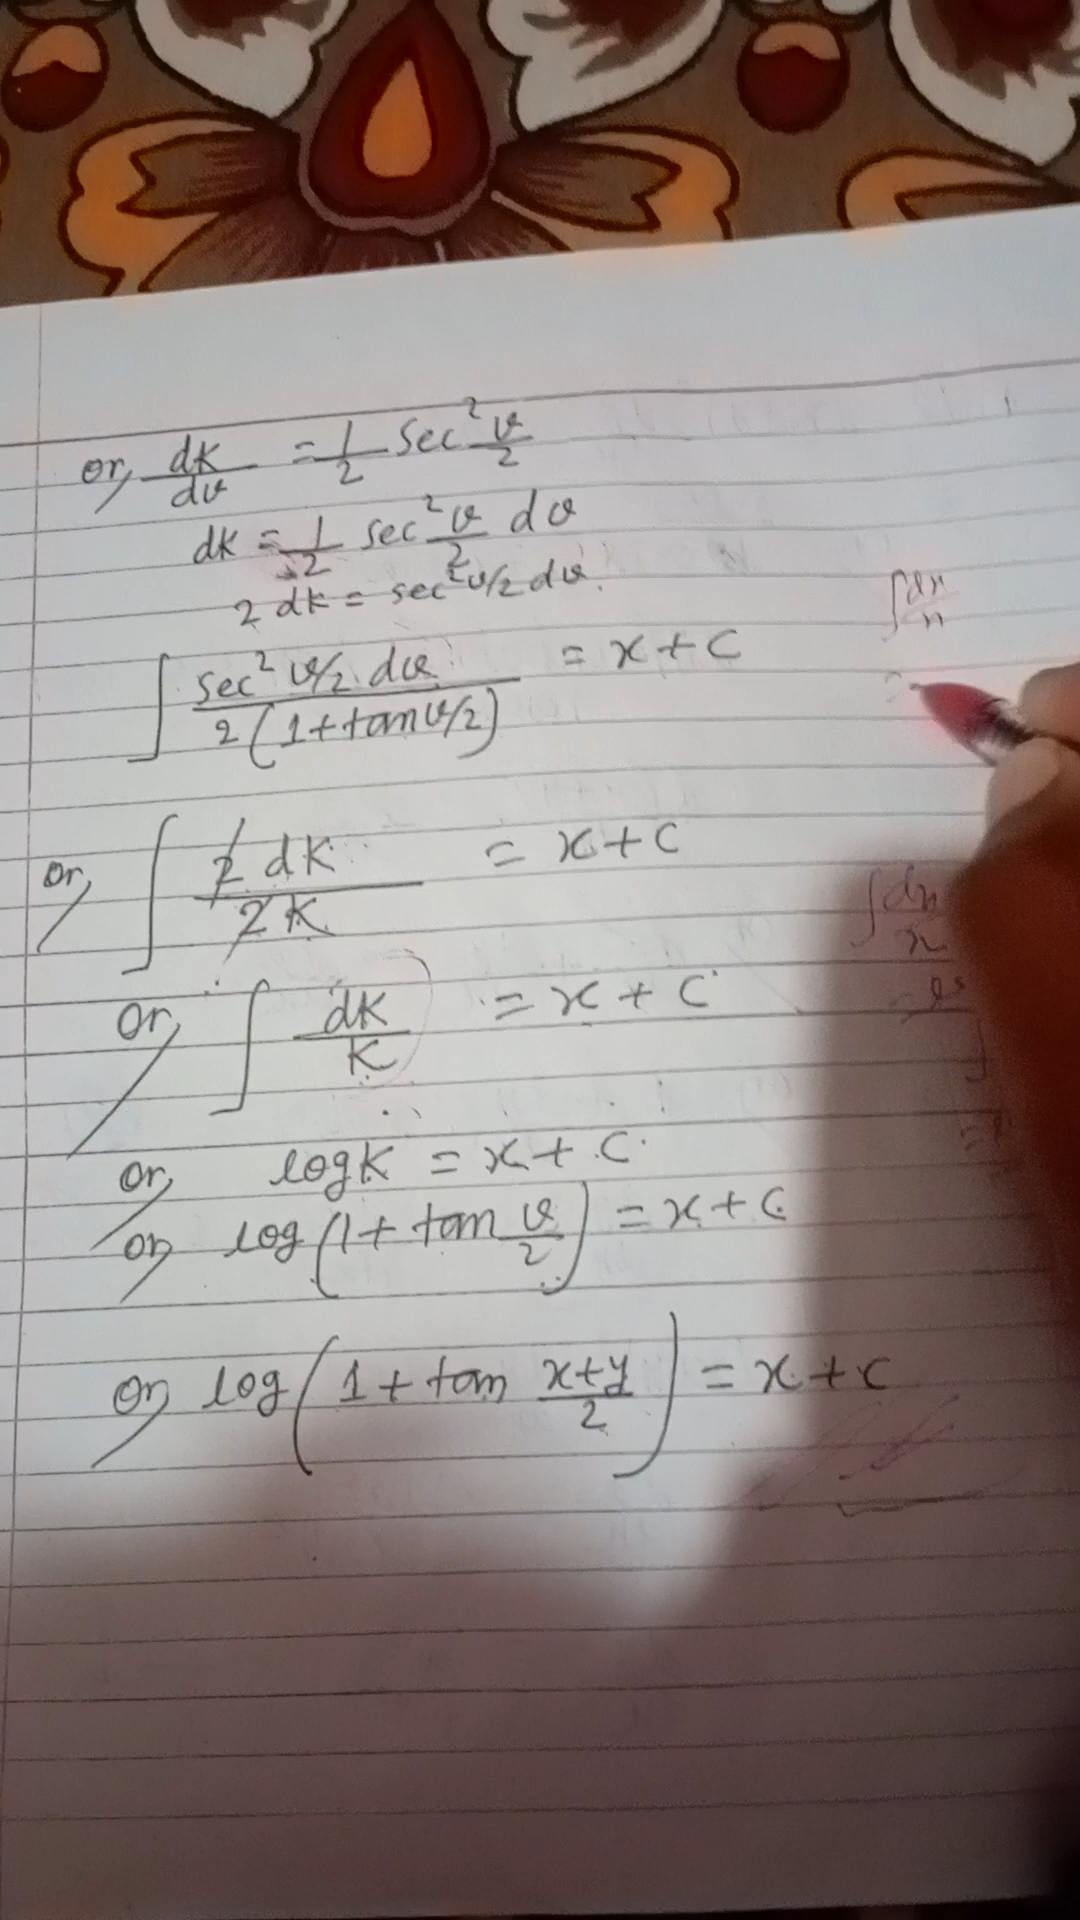 or, dk/dv = 1/2 sec² v/2
dk = 1/2 sec² v/2 dv
2 dk = sec² v/2 dv.
∫ sec² v/2 dv / 2(1 + tan v/2) = x + c
∫ dx/x
or, ∫ 2 dk / 2k = x + c
∫ dx/x
or, ∫ dk/k = x + c
or, log k = x + c
or, log(1 + tan v/2) = x + c
or, log(1 + tan (x+y)/2) = x + c